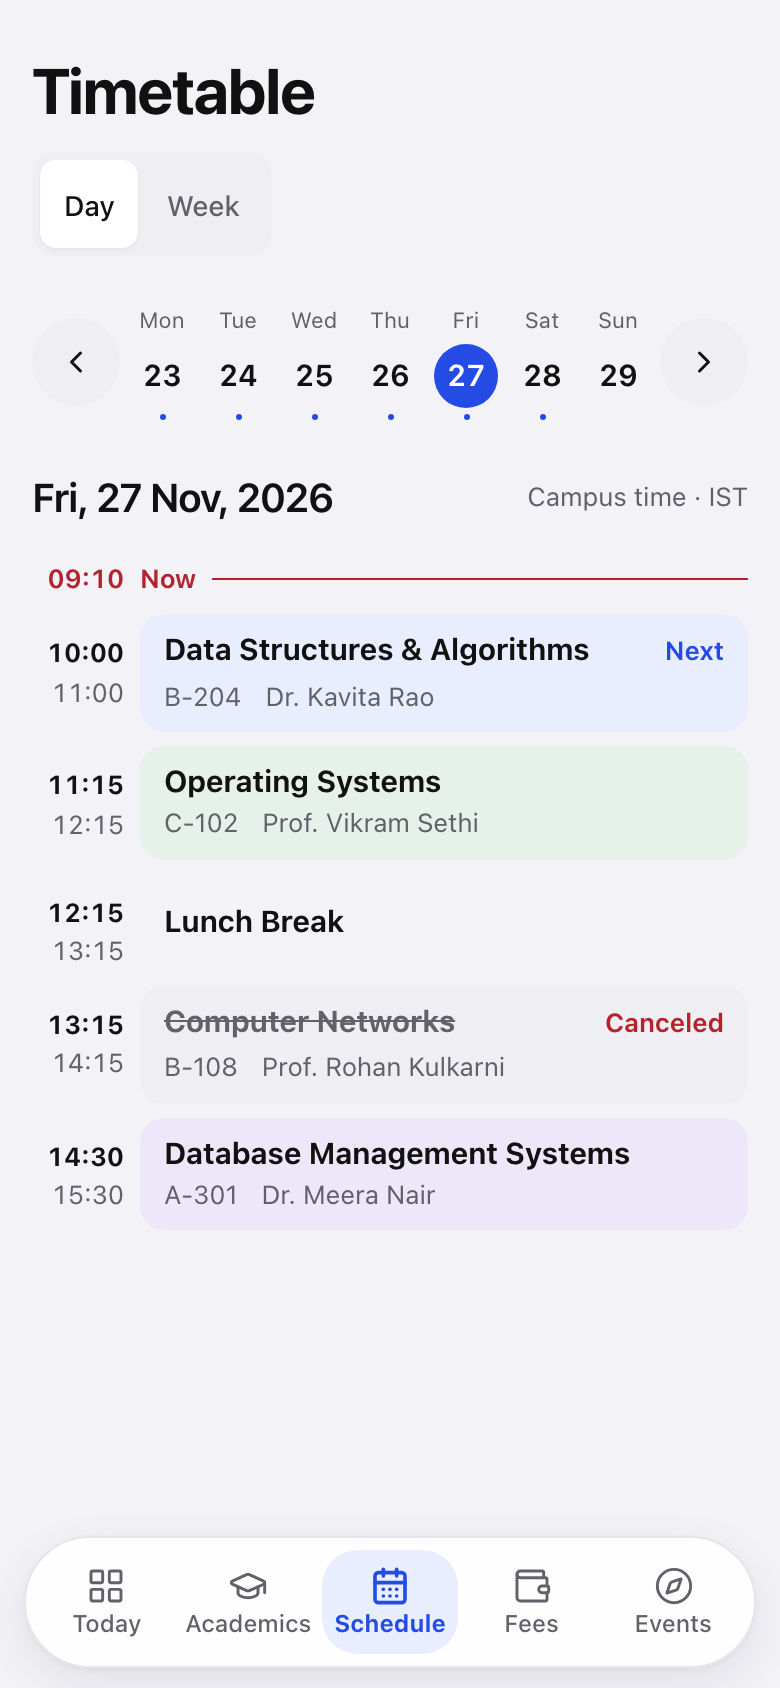 Timetable
Day Week
Mon Tue Wed Thu Fri Sat Sun
23 24 25 26 27 28 29
Fri, 27 Nov, 2026 Campus time · IST
09:10 Now
10:00 Data Structures & Algorithms Next
11:00 B-204 Dr. Kavita Rao
11:15 Operating Systems
12:15 C-102 Prof. Vikram Sethi
12:15 Lunch Break
13:15
13:15 Computer Networks Canceled
14:15 B-108 Prof. Rohan Kulkarni
14:30 Database Management Systems
15:30 A-301 Dr. Meera Nair
Today Academics Schedule Fees Events